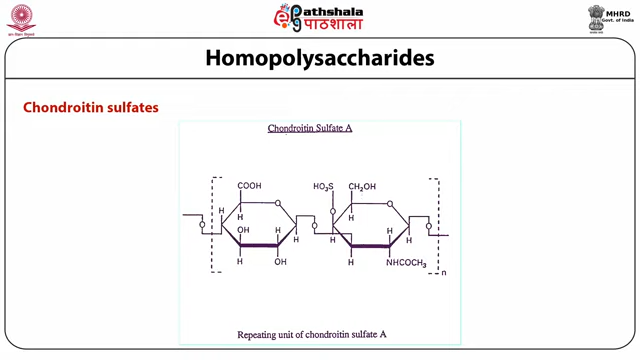 ePathshala
पाठशाला
MHRD
Govt. of India
Homopolysaccharides
Chondroitin sulfates
Chondroitin Sulfate A
COOH
HO₃S
CH₂OH
O
O
H
H
H
H
O
OH
H
O
H
O
H
H
H
O
H
OH
H
NHCOCH₃
n
Repeating unit of chondroitin sulfate A